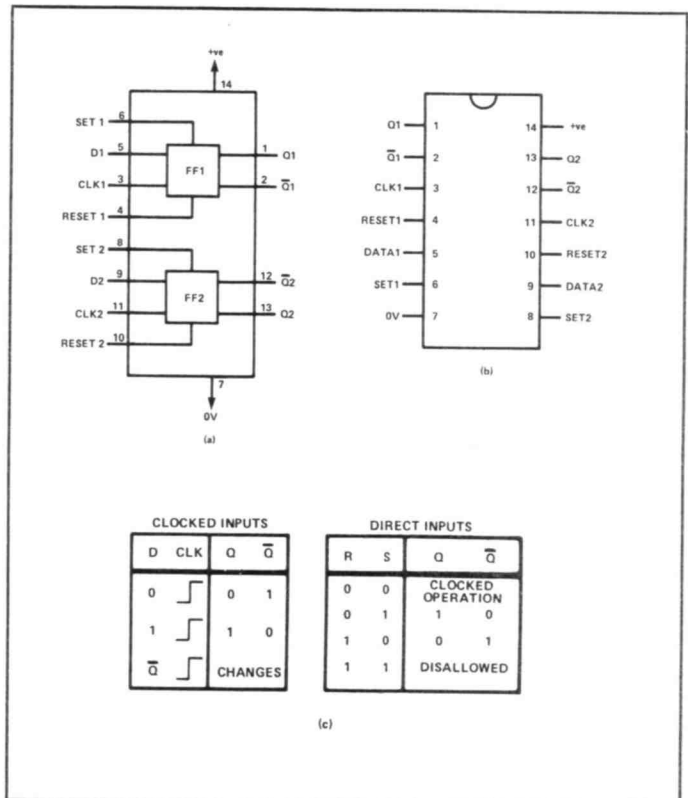 +ve
14
6
SET 1
5
D1
1
Q1
FF1
3
CLK1
2
Q̅1
4
RESET 1
8
SET 2
9
D2
12
Q̅2
FF2
11
CLK2
13
Q2
10
RESET 2
7
0V
(a)
Q1 1 14 +ve
Q̅1 2 13 Q2
CLK1 3 12 Q̅2
RESET1 4 11 CLK2
DATA1 5 10 RESET2
SET1 6 9 DATA2
0V 7 8 SET2
(b)
CLOCKED INPUTS
D CLK Q Q̅
0 0 1
1 1 0
Q̅ CHANGES
DIRECT INPUTS
R S Q Q̅
0 0 CLOCKED
OPERATION
0 1 1 0
1 0 0 1
1 1 DISALLOWED
(c)